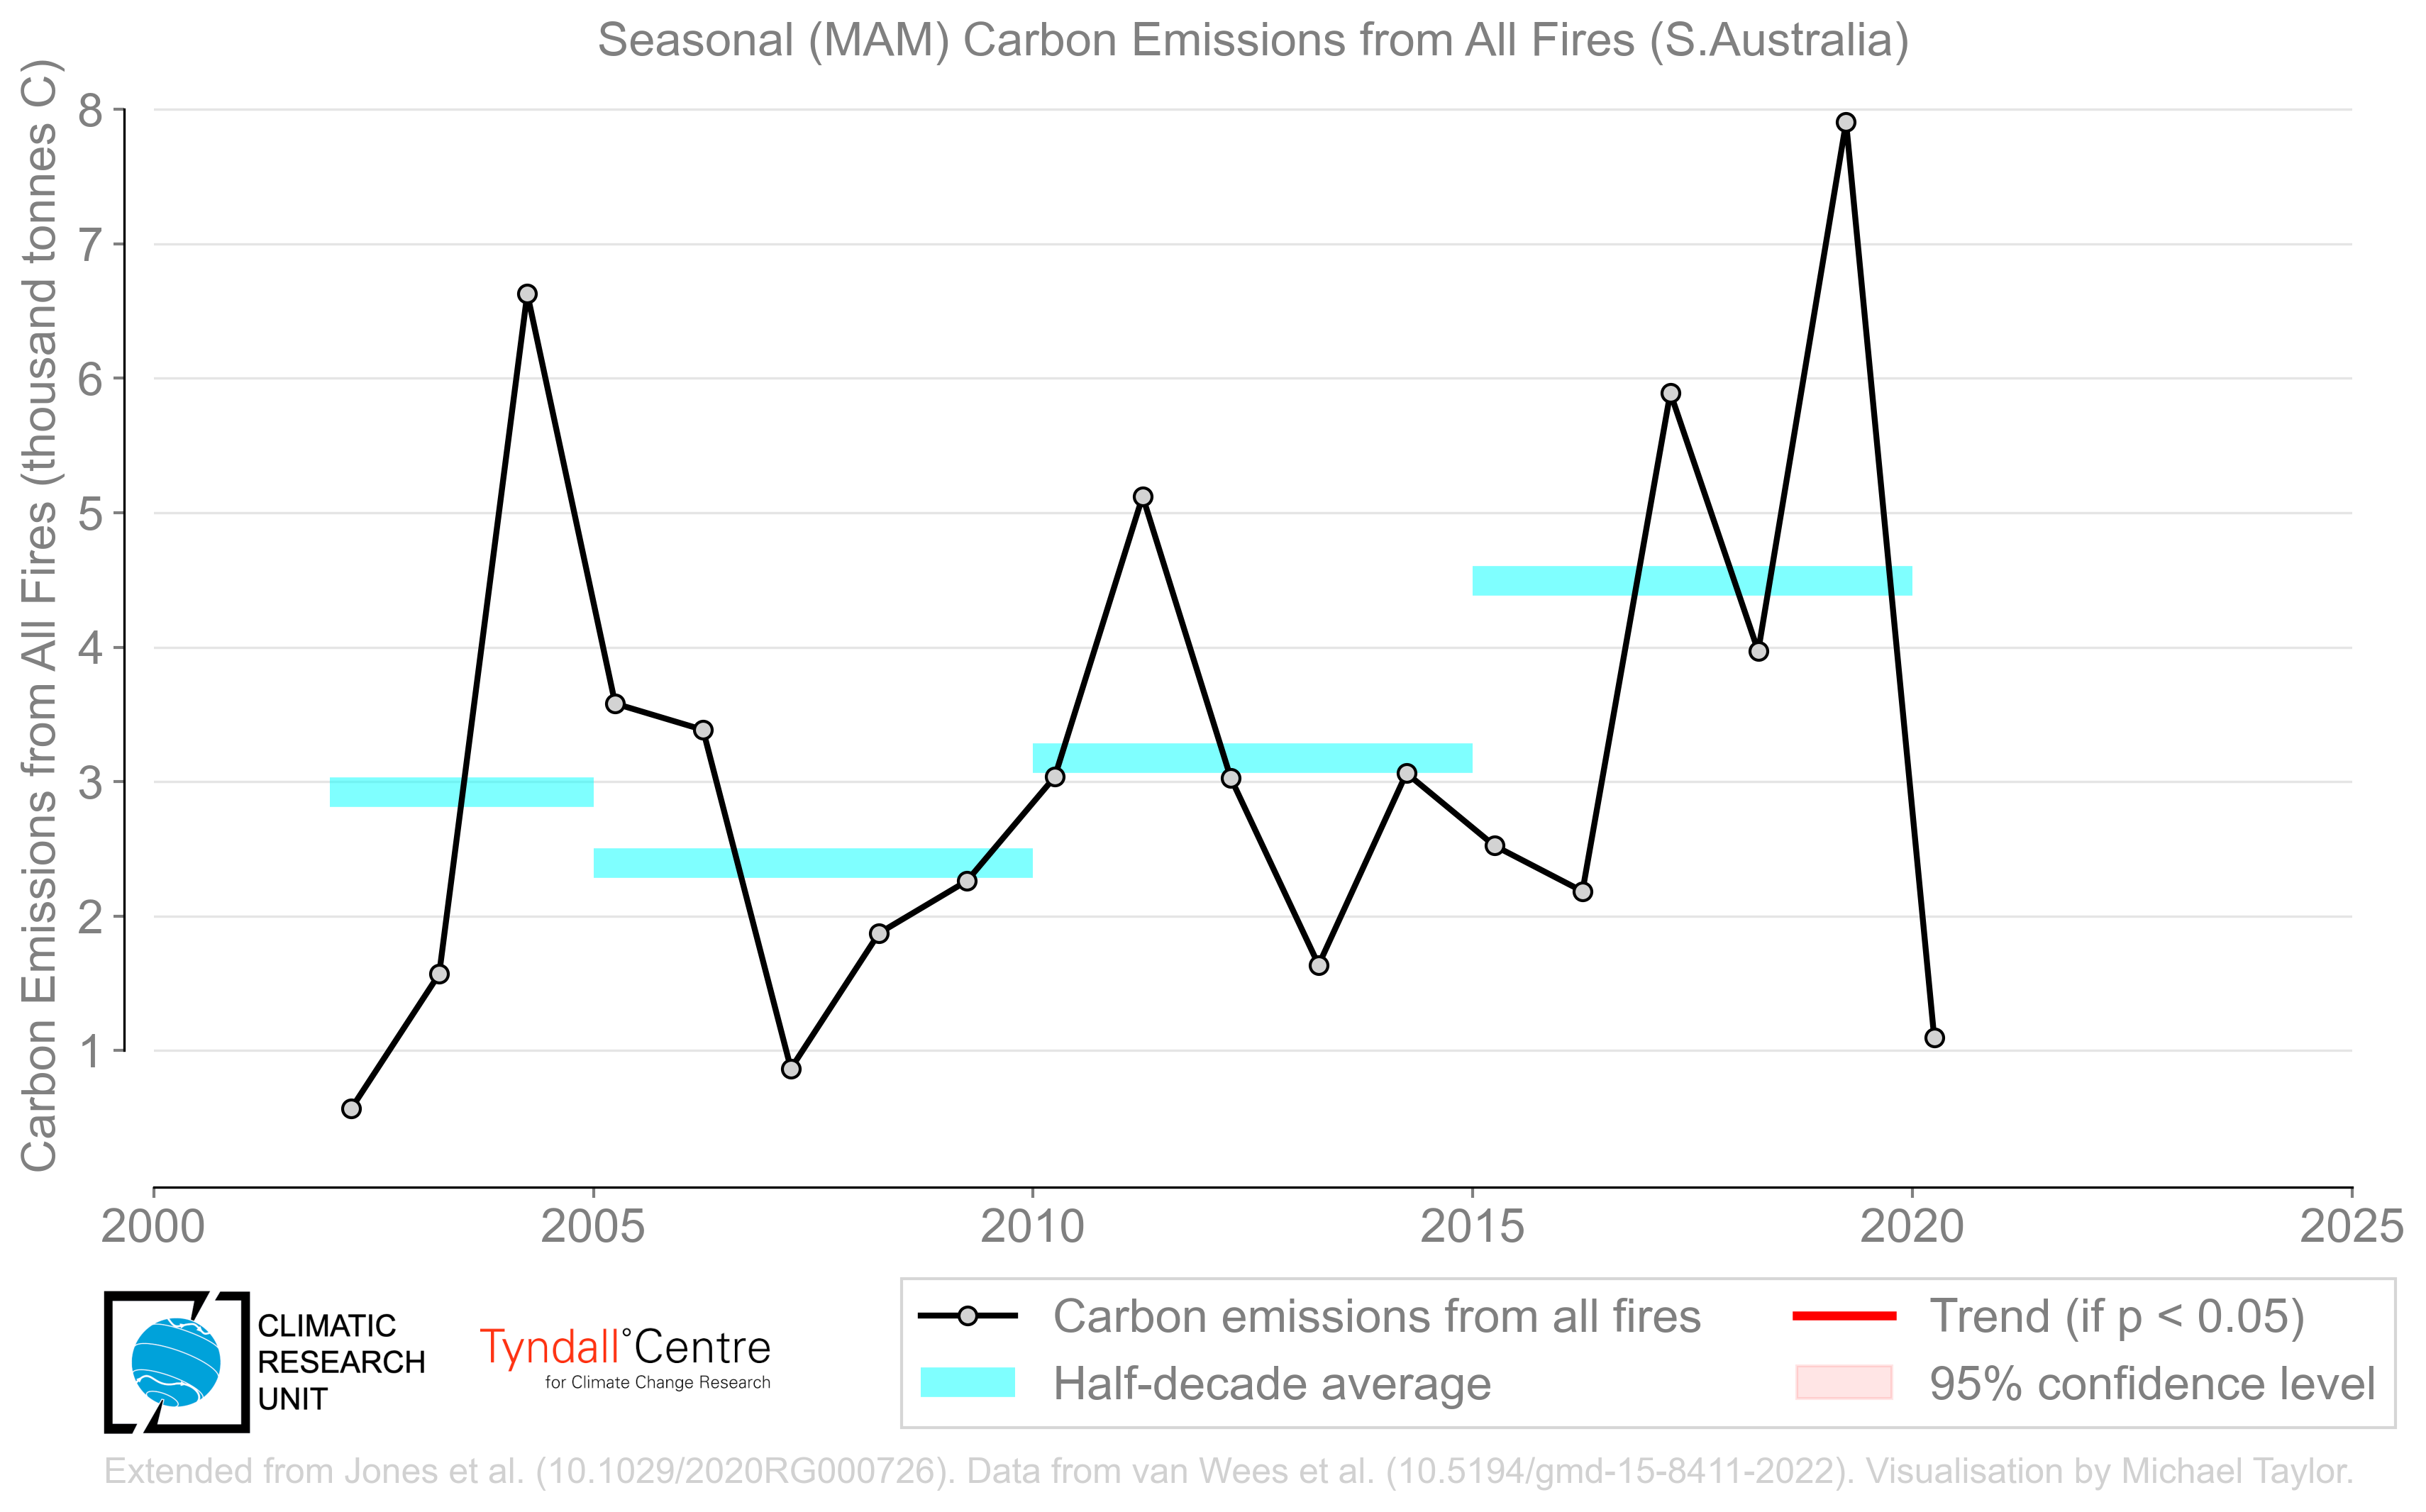 Seasonal (MAM) Carbon Emissions from All Fires (S.Australia)
Carbon Emissions from All Fires (thousand tonnes C)
8
7
6
5
4
3
2
1
2000 2005 2010 2015 2020 2025
CLIMATIC
RESEARCH
UNIT
Tyndall°Centre
for Climate Change Research
Carbon emissions from all fires
Half-decade average
Trend (if p < 0.05)
95% confidence level
Extended from Jones et al. (10.1029/2020RG000726). Data from van Wees et al. (10.5194/gmd-15-8411-2022). Visualisation by Michael Taylor.